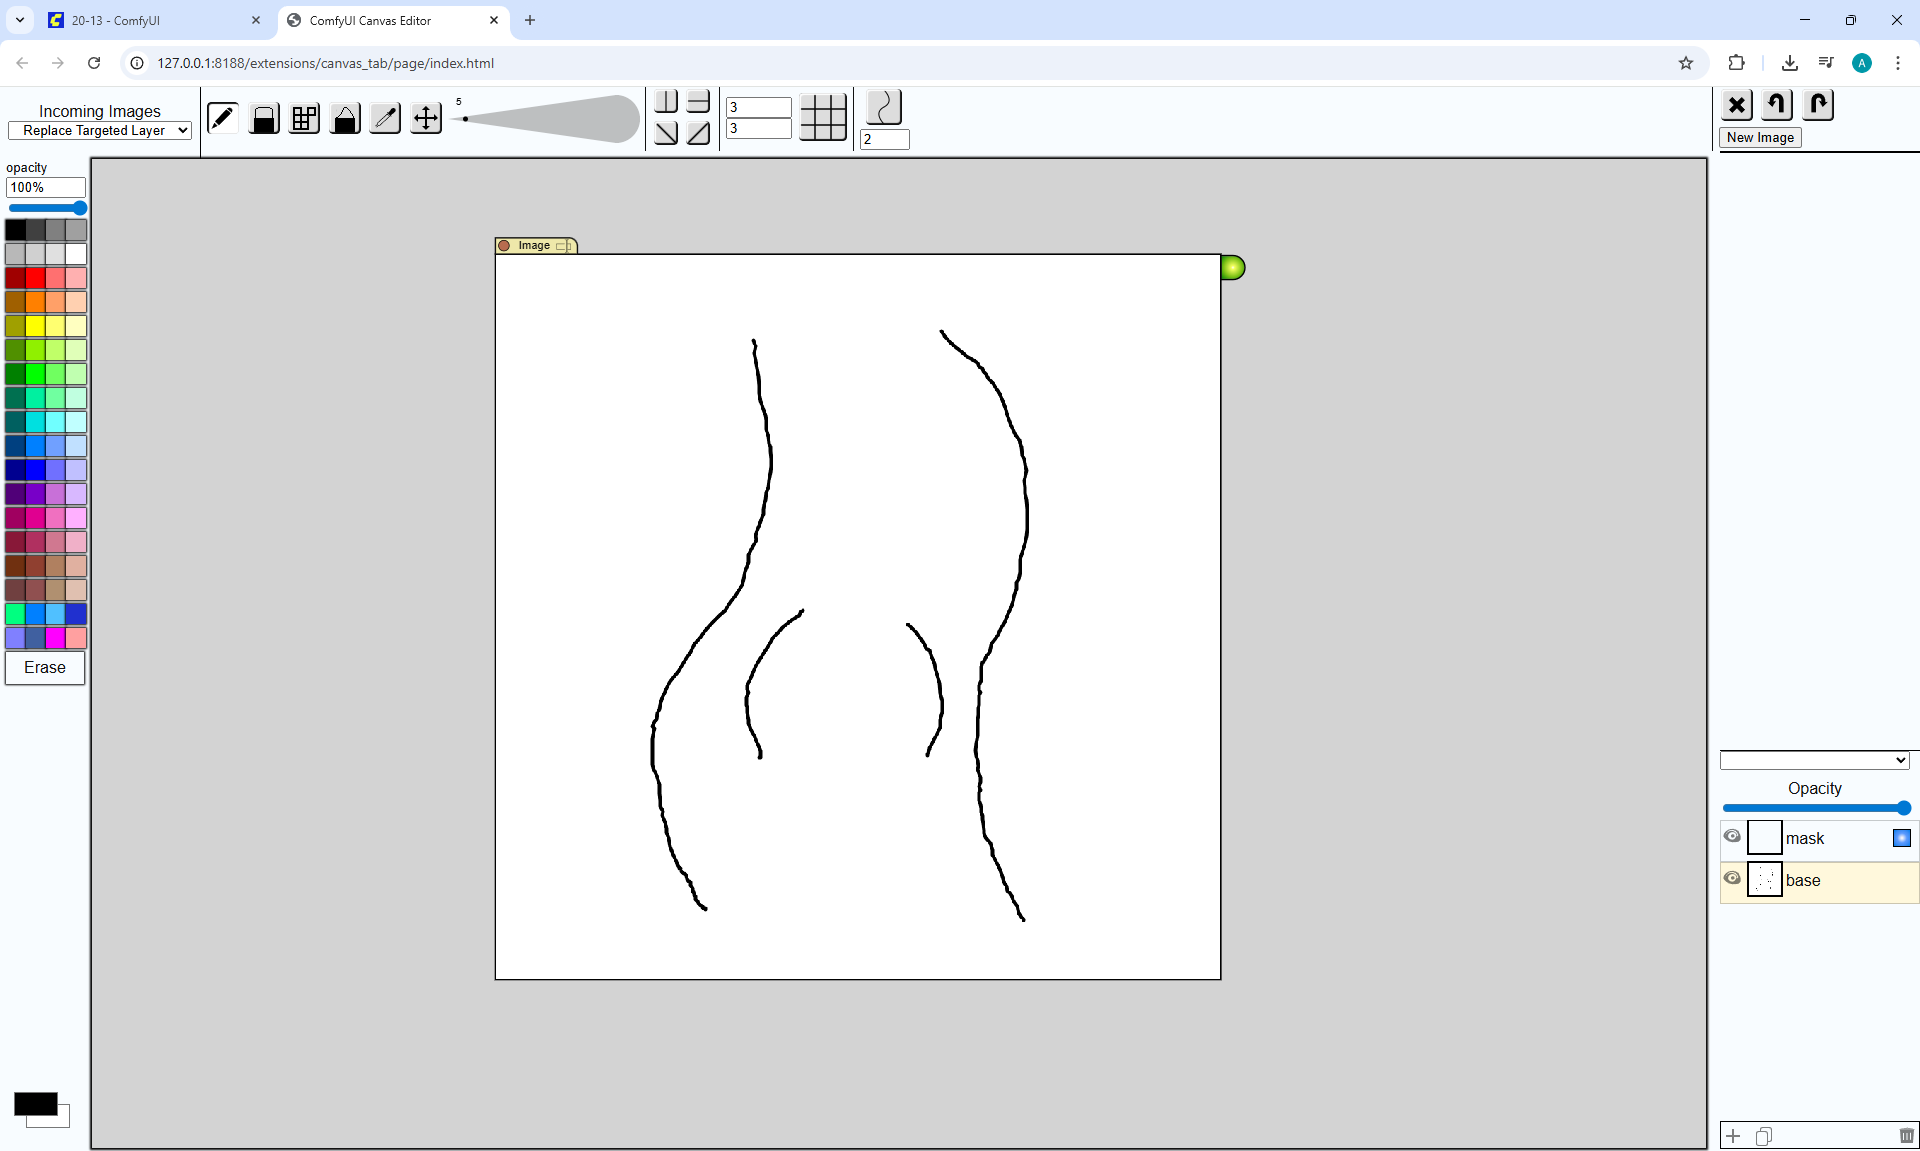 20-13 - ComfyUI
ComfyUI Canvas Editor
127.0.0.1:8188/extensions/canvas_tab/page/index.html
A
Incoming Images
Replace Targeted Layer
5
3
3
2
New Image
opacity
100%
Image
Erase
Opacity
mask
base